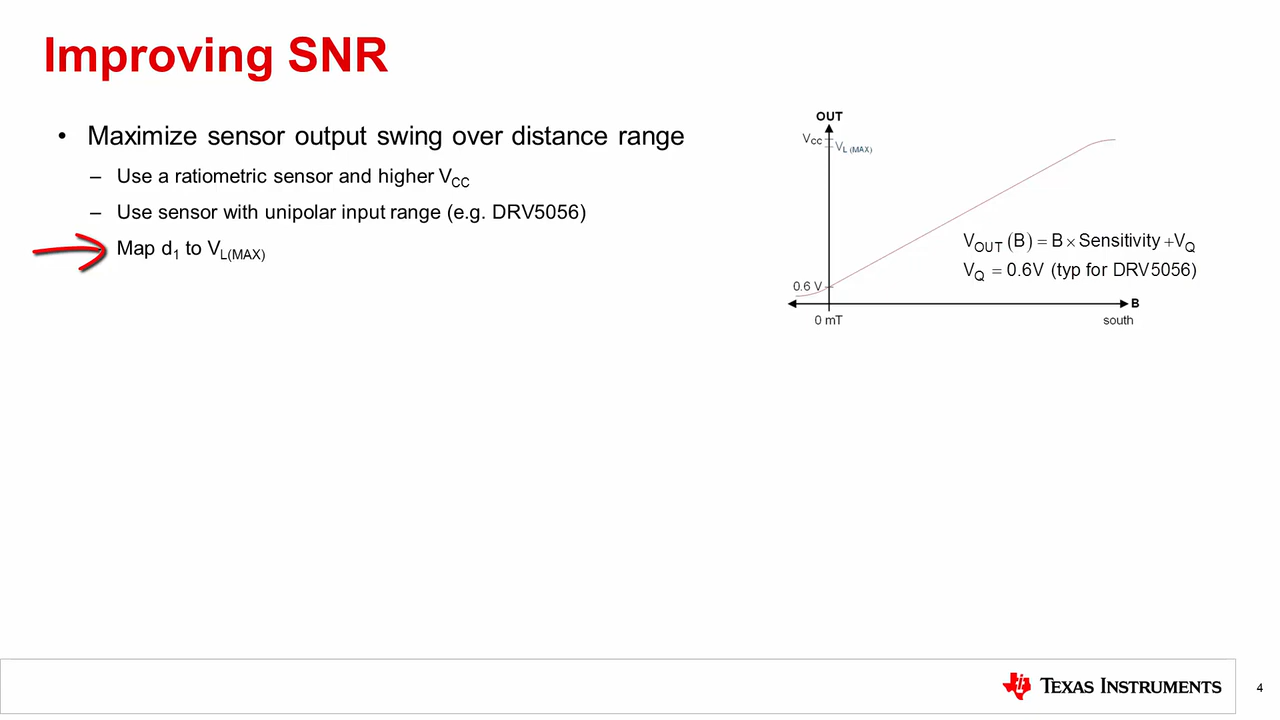 Improving SNR
• Maximize sensor output swing over distance range
– Use a ratiometric sensor and higher VCC
– Use sensor with unipolar input range (e.g. DRV5056)
Map d1 to VL(MAX)
OUT
VCC
VL (MAX)
VOUT (B) = B × Sensitivity + VQ
VQ = 0.6V (typ for DRV5056)
0.6 V
B
0 mT
south
TEXAS INSTRUMENTS
4